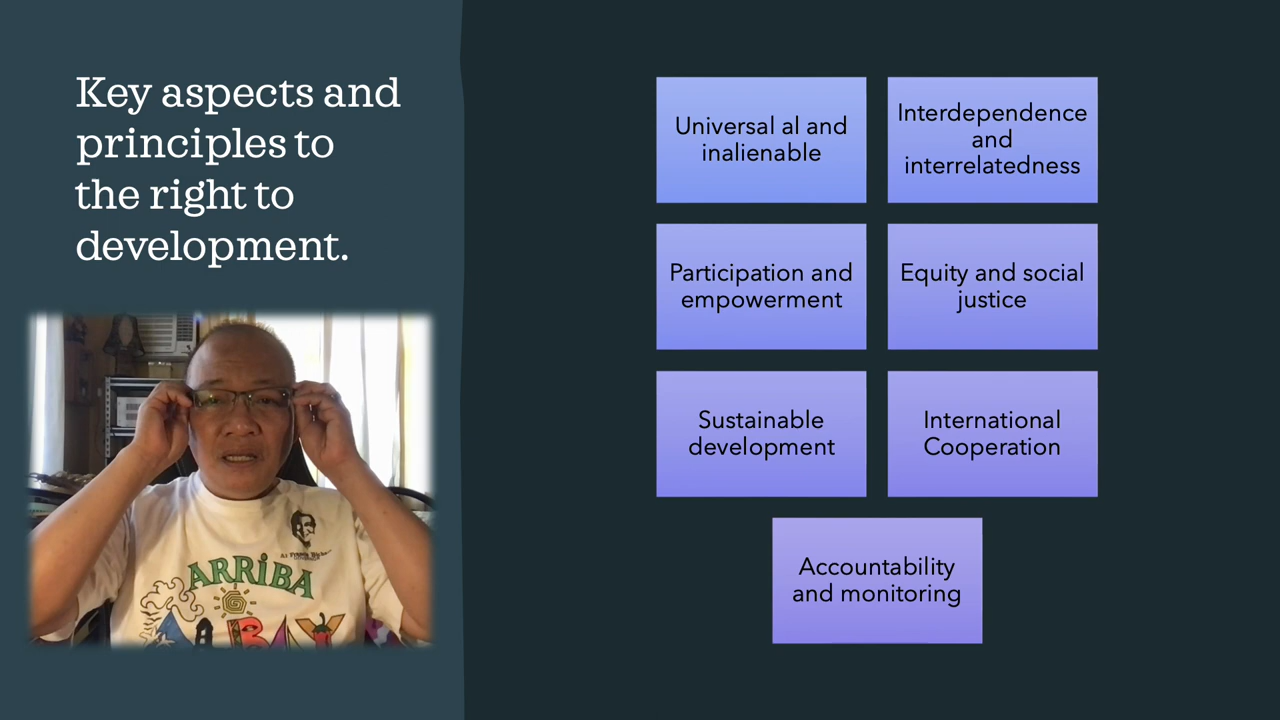 Key aspects and
principles to
the right to
development.
Universal al and
inalienable
Interdependence
and
interrelatedness
Participation and
empowerment
Equity and social
justice
Sustainable
development
International
Cooperation
Accountability
and monitoring
ARRiBA
ALBAY